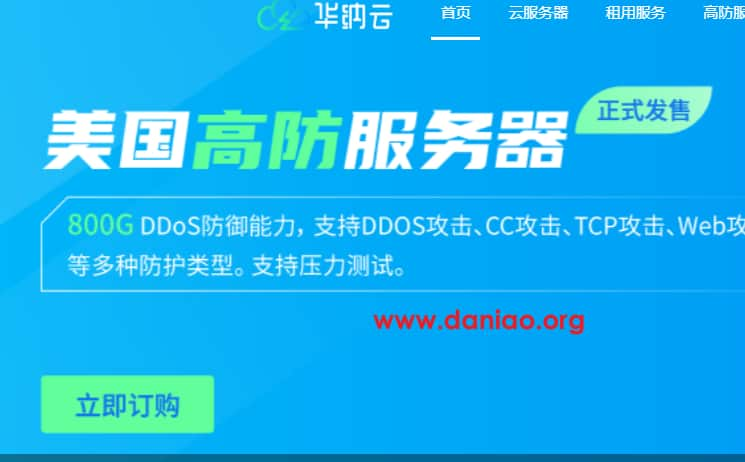 华纳云 首页 云服务器 租用服务 高防服
美国高防服务器 正式发售
800G DDoS防御能力，支持DDOS攻击、CC攻击、TCP攻击、Web攻
等多种防护类型。支持压力测试。
www.daniao.org
立即订购